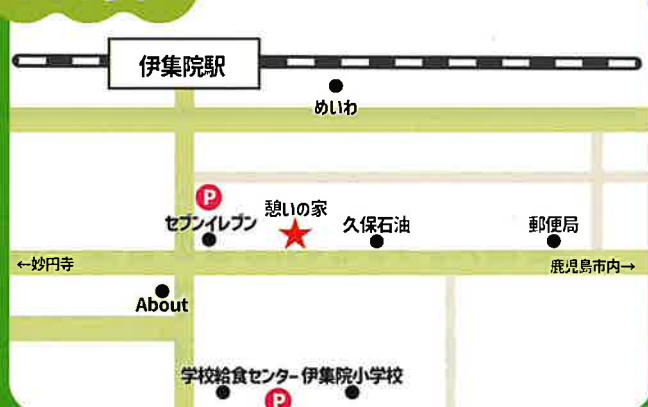 伊集院駅
めいわ
P
セブンイレブン
憩いの家
久保石油
郵便局
←妙円寺
鹿児島市内→
About
学校給食センター
伊集院小学校
P